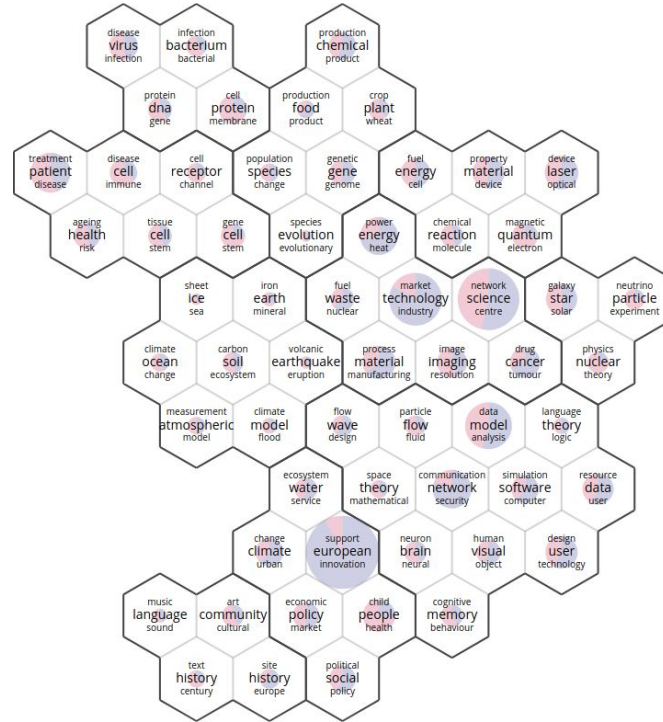 disease
virus
infection
infection
bacterium
bacterial
production
chemical
product
protein
dna
gene
cell
protein
membrane
production
food
product
crop
plant
wheat
treatment
patient
disease
disease
cell
immune
cell
receptor
channel
population
species
change
genetic
gene
genome
fuel
energy
cell
property
material
device
device
laser
optical
ageing
health
risk
tissue
cell
stem
gene
cell
stem
species
evolution
evolutionary
power
energy
heat
chemical
reaction
molecule
magnetic
quantum
electron
sheet
ice
sea
iron
earth
mineral
fuel
waste
nuclear
market
technology
industry
network
science
centre
galaxy
star
solar
neutrino
particle
experiment
climate
ocean
change
carbon
soil
ecosystem
volcanic
earthquake
eruption
process
material
manufacturing
image
imaging
resolution
drug
cancer
tumour
physics
nuclear
theory
measurement
atmospheric
model
climate
model
flood
flow
wave
design
particle
flow
fluid
data
model
analysis
language
theory
logic
ecosystem
water
service
space
theory
mathematical
communication
network
security
simulation
software
computer
resource
data
user
change
climate
urban
support
european
innovation
neuron
brain
neural
human
visual
object
design
user
technology
music
language
sound
art
community
cultural
economic
policy
market
child
people
health
cognitive
memory
behaviour
text
history
century
site
history
europe
political
social
policy